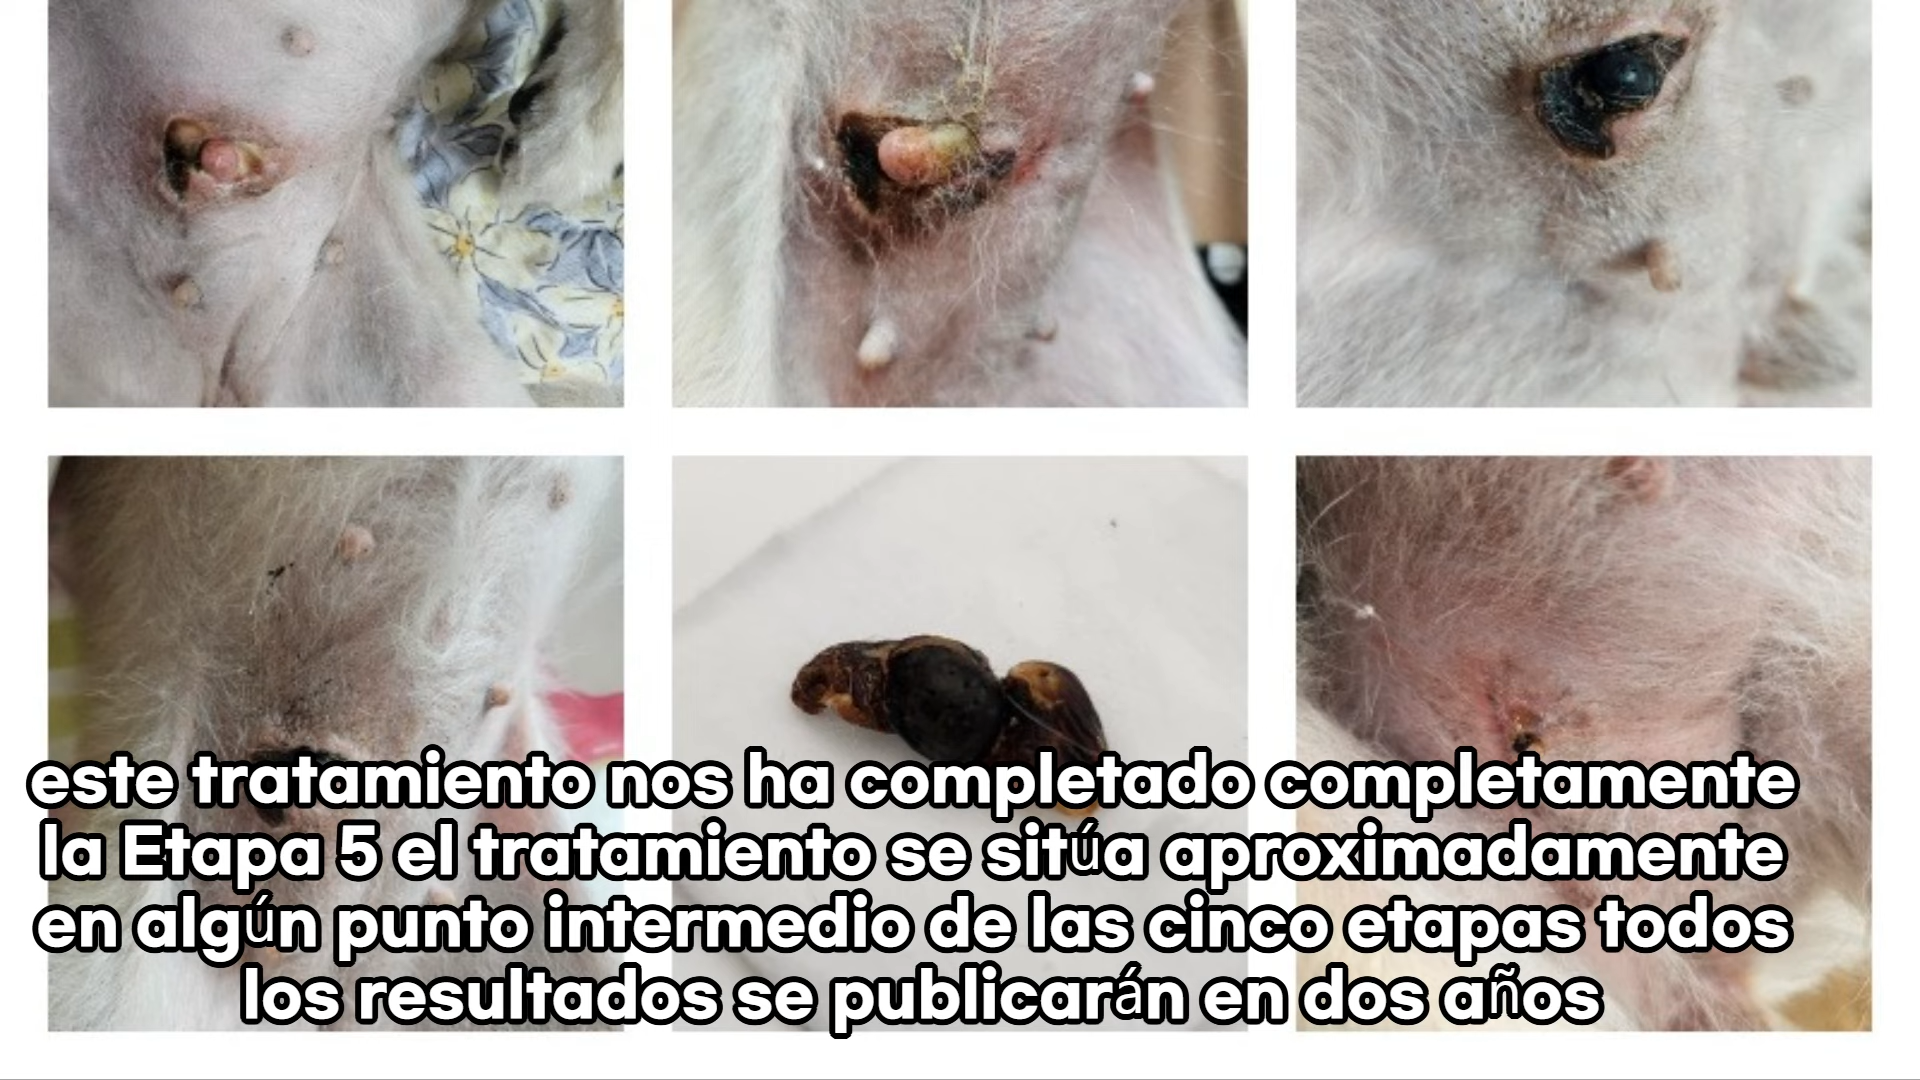 este tratamiento nos ha completado completamente
la Etapa 5 el tratamiento se sitúa aproximadamente
en algún punto intermedio de las cinco etapas todos
los resultados se publicarán en dos años